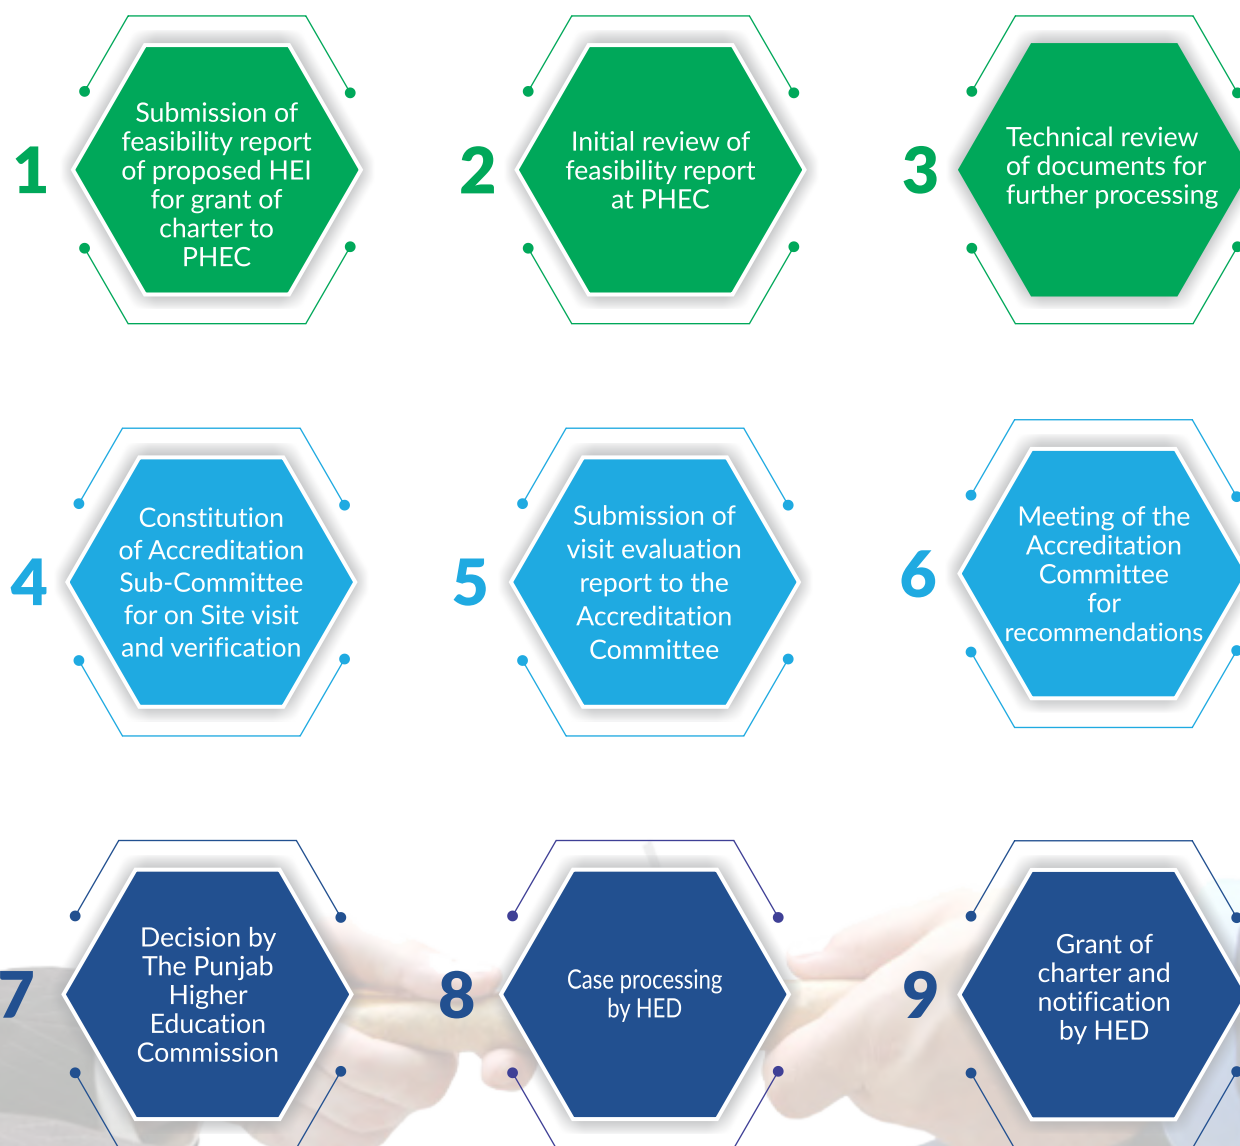 1
Submission of
feasibility report
of proposed HEI
for grant of
charter to
PHEC
2
Initial review of
feasibility report
at PHEC
3
Technical review
of documents for
further processing
4
Constitution
of Accreditation
Sub-Committee
for on Site visit
and verification
5
Submission of
visit evaluation
report to the
Accreditation
Committee
6
Meeting of the
Accreditation
Committee
for
recommendations
7
Decision by
The Punjab
Higher
Education
Commission
8
Case processing
by HED
9
Grant of
charter and
notification
by HED